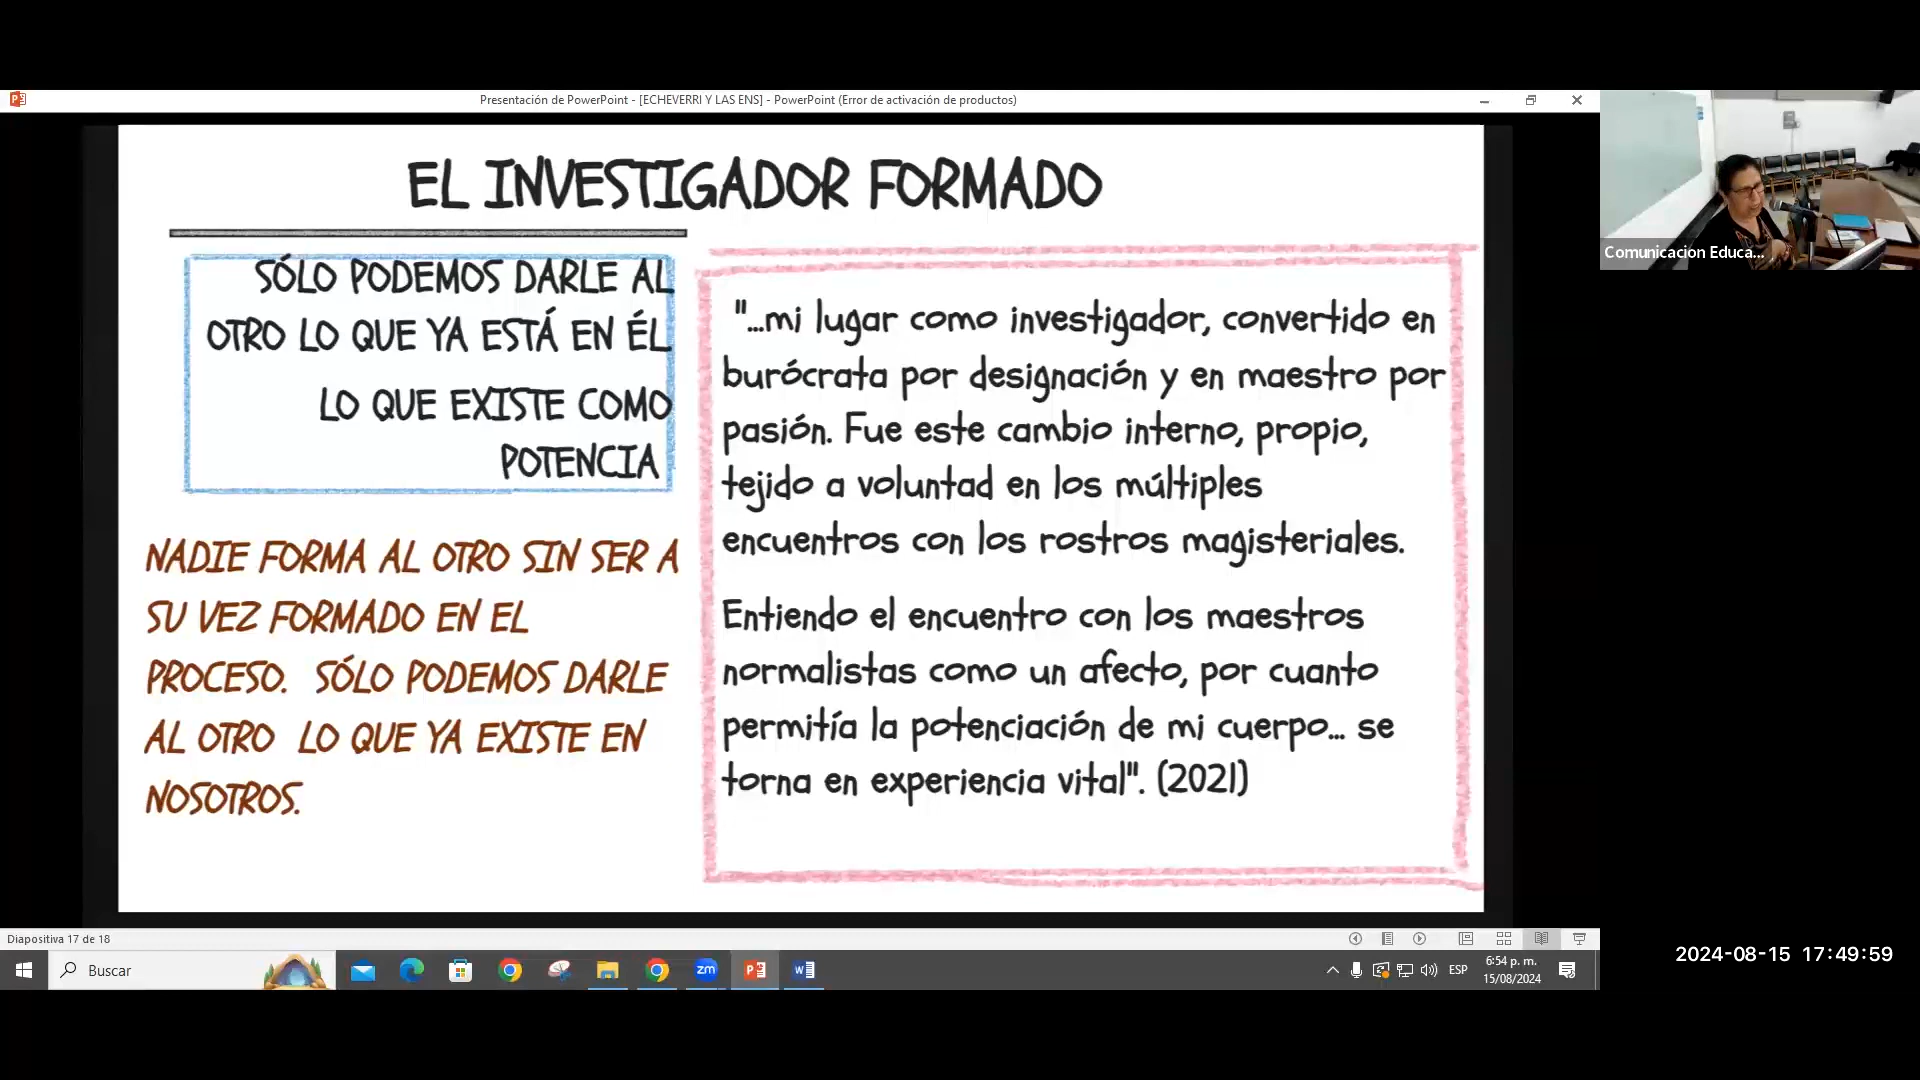 Presentación de PowerPoint - [ECHEVERRI Y LAS ENS] - PowerPoint (Error de activación de productos)
EL INVESTIGADOR FORMADO
SÓLO PODEMOS DARLE AL
OTRO LO QUE YA ESTÁ EN ÉL
LO QUE EXISTE COMO
POTENCIA
NADIE FORMA AL OTRO SIN SER A
SU VEZ FORMADO EN EL
PROCESO. SÓLO PODEMOS DARLE
AL OTRO LO QUE YA EXISTE EN
NOSOTROS.
"...mi lugar como investigador, convertido en
burócrata por designación y en maestro por
pasión. Fue este cambio interno, propio,
tejido a voluntad en los múltiples
encuentros con los rostros magisteriales.
Entiendo el encuentro con los maestros
normalistas como un afecto, por cuanto
permitía la potenciación de mi cuerpo... se
torna en experiencia vital". (2021)
Comunicacion Educa...
Diapositiva 17 de 18
Buscar
zm
ESP
6:54 p. m.
15/08/2024
2024-08-15 17:49:59